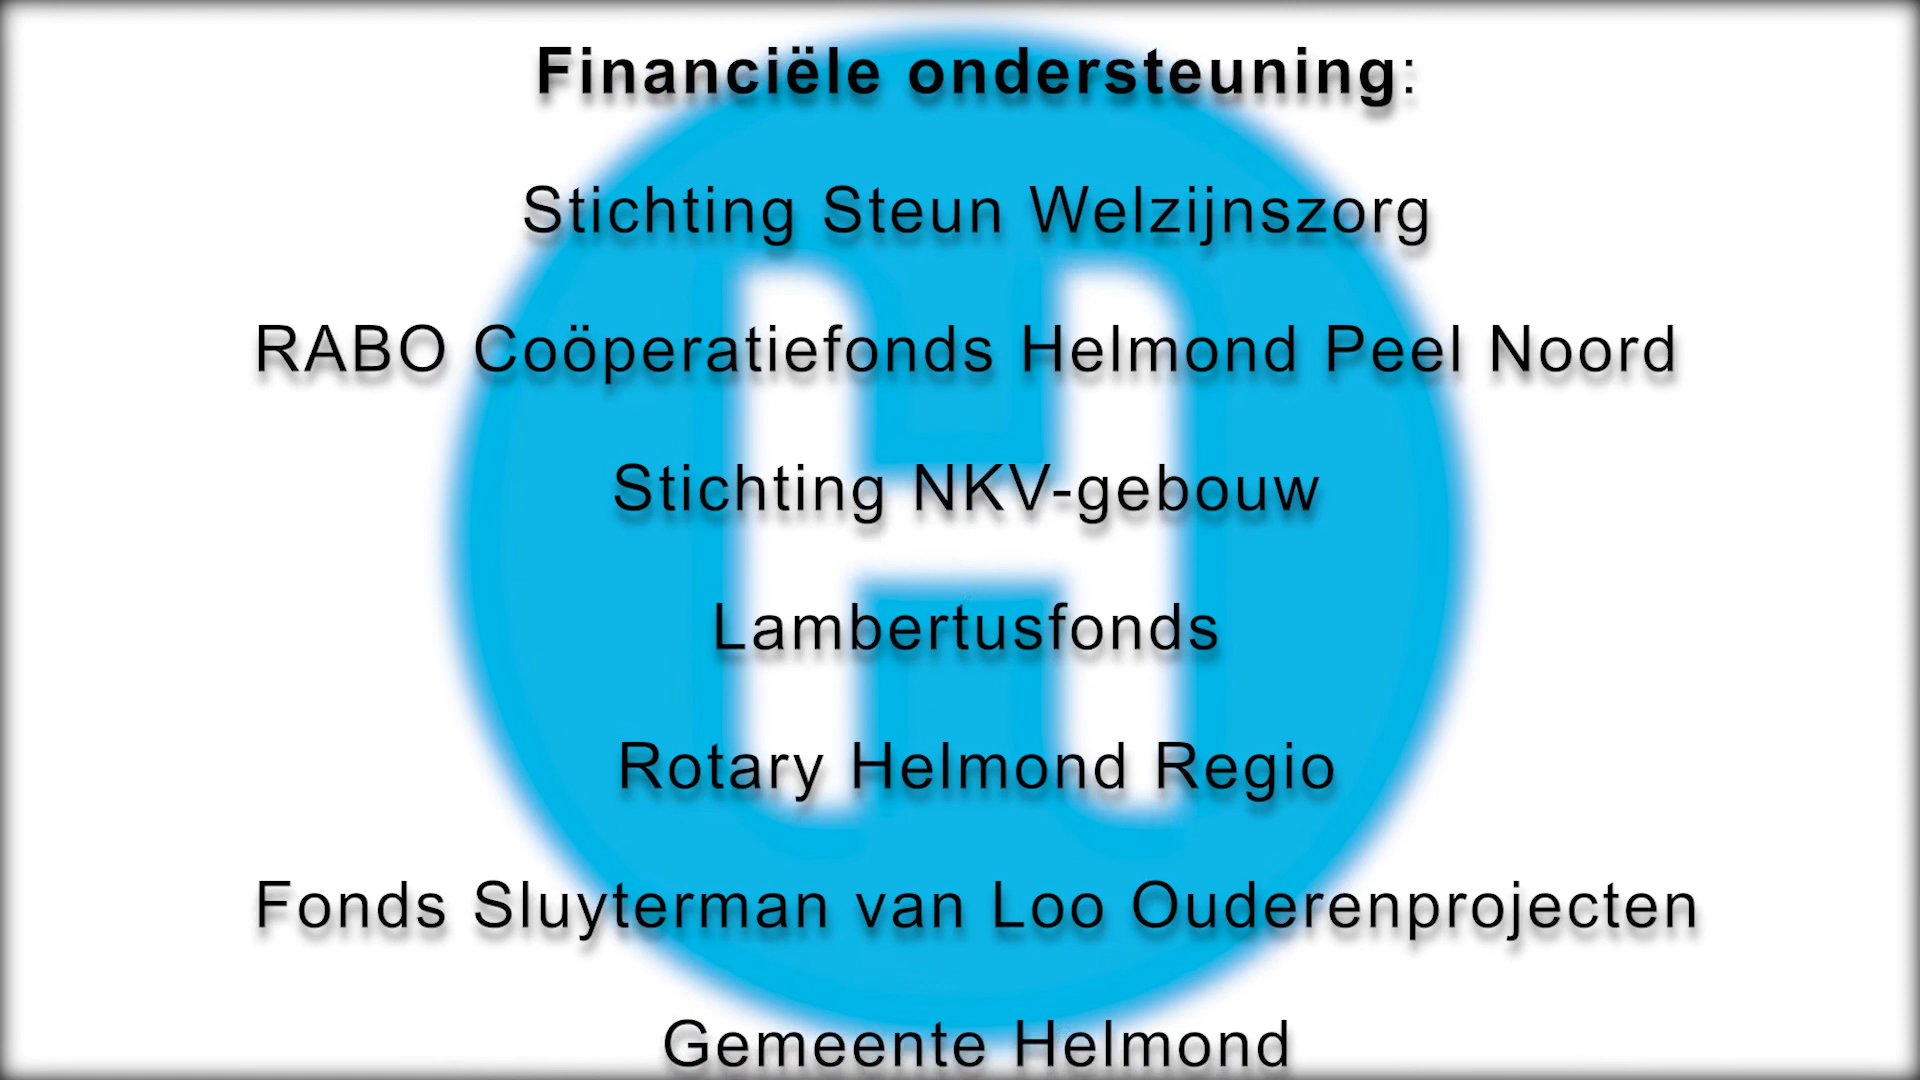 Financiële ondersteuning:
Stichting Steun Welzijnszorg
RABO Coöperatiefonds Helmond Peel Noord
Stichting NKV-gebouw
Lambertusfonds
Rotary Helmond Regio
Fonds Sluyterman van Loo Ouderenprojecten
Gemeente Helmond